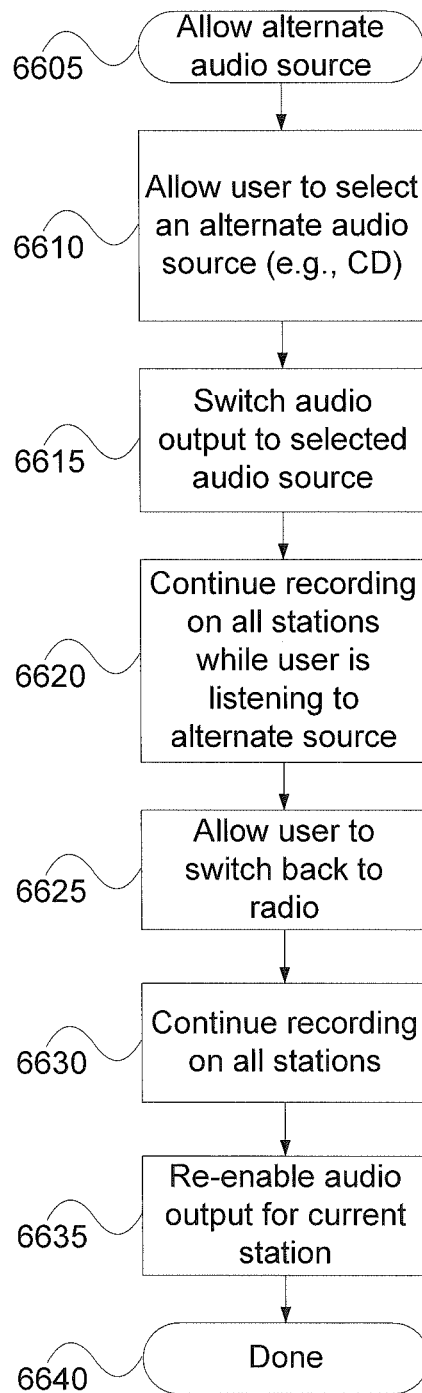 Allow alternate
audio source
6605
Allow user to select
an alternate audio
source (e.g., CD)
6610
Switch audio
output to selected
audio source
6615
Continue recording
on all stations
while user is
listening to
alternate source
6620
Allow user to
switch back to
radio
6625
Continue recording
on all stations
6630
Re-enable audio
output for current
station
6635
Done
6640